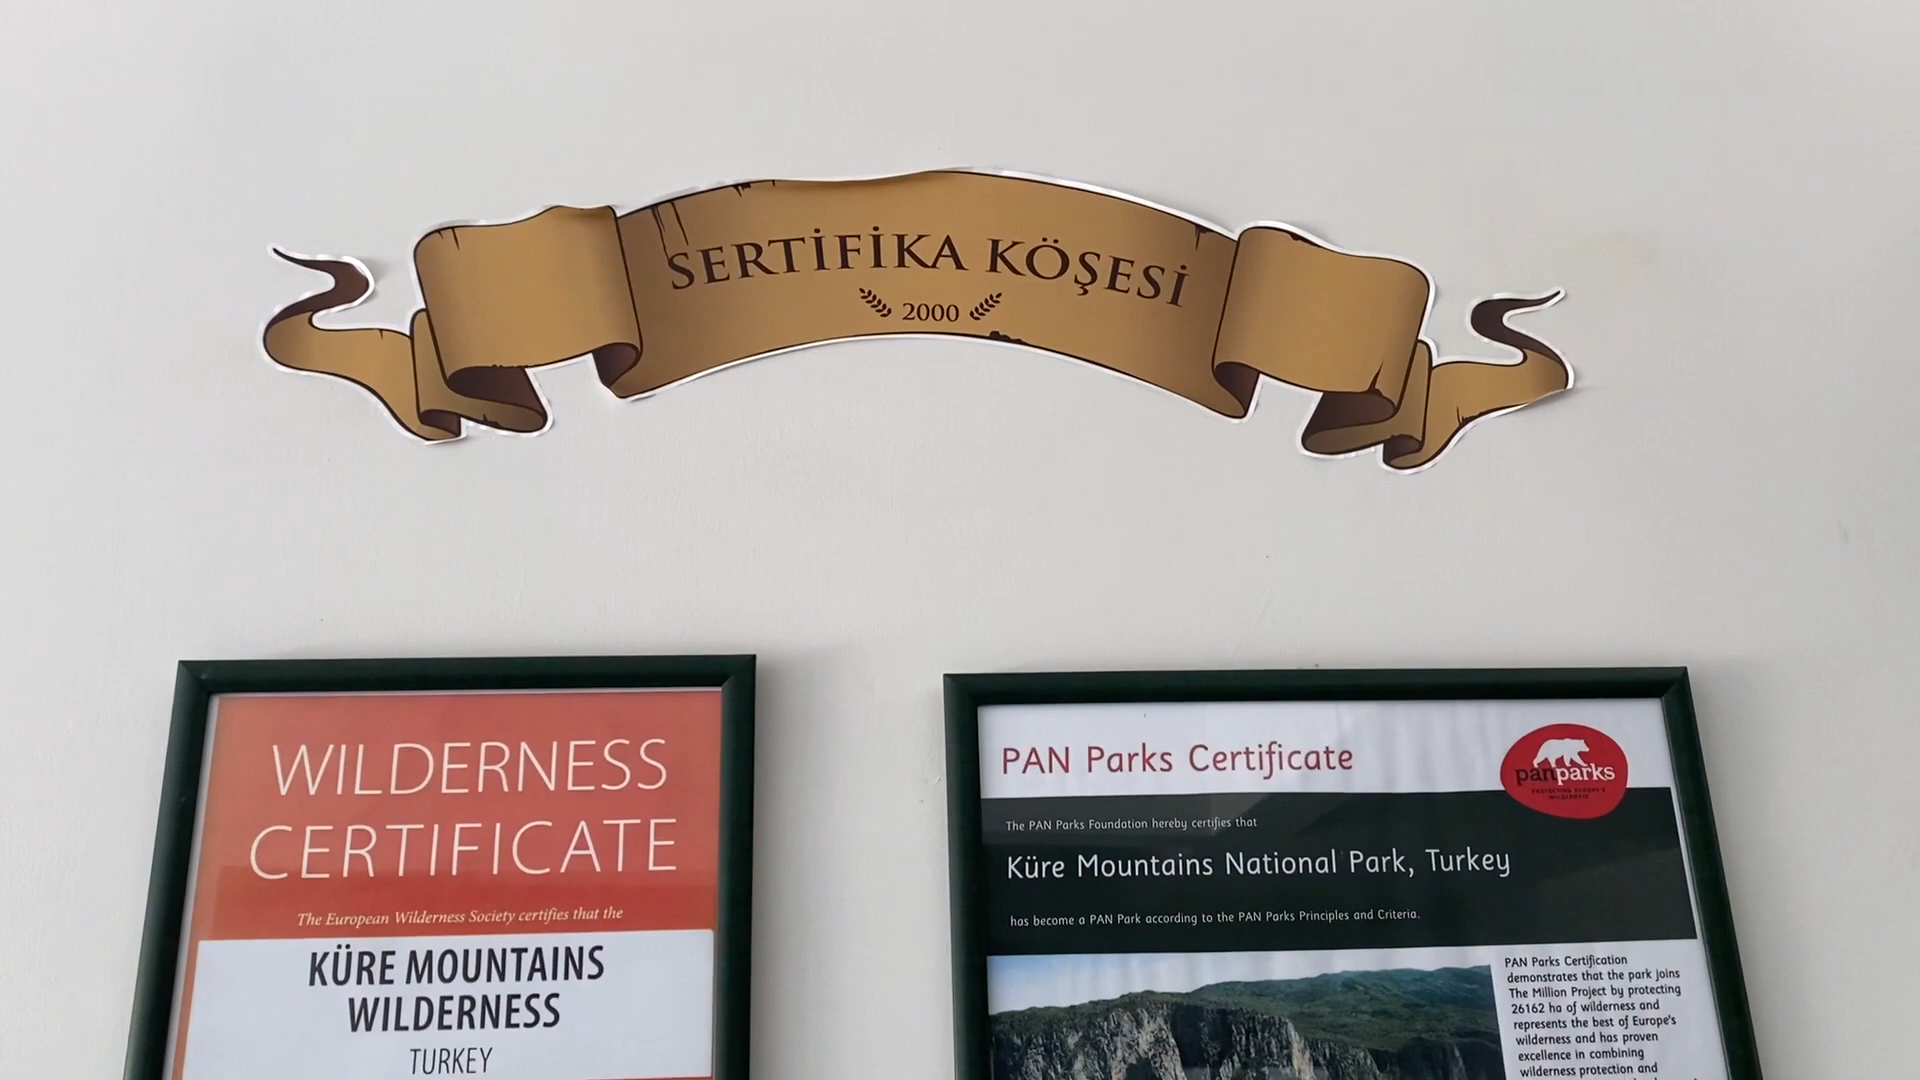 SERTİFİKA KÖŞESİ
2000
WILDERNESS
CERTIFICATE
The European Wilderness Society certifies that the
KÜRE MOUNTAINS
WILDERNESS
TURKEY
PAN Parks Certificate
panparks
PROTECTING EUROPE'S
WILDERNESS
The PAN Parks Foundation hereby certifies that
Küre Mountains National Park, Turkey
has become a PAN Park according to the PAN Parks Principles and Criteria.
PAN Parks Certification
demonstrates that the park joins
The Million Project by protecting
26162 ha of wilderness and
represents the best of Europe's
wilderness and has proven
excellence in combining
wilderness protection and